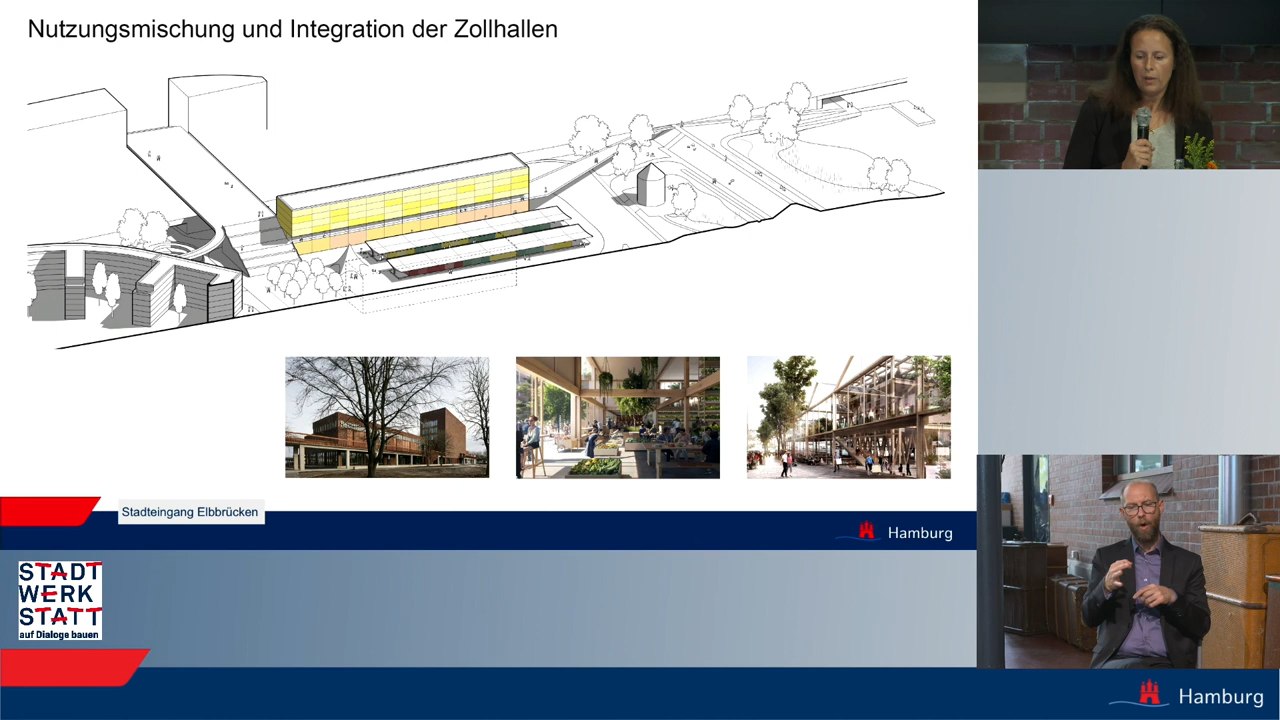 Nutzungsmischung und Integration der Zollhallen
Stadteingang Elbbrücken
Hamburg
STADT
WERK
STATT
auf Dialoge bauen
Hamburg